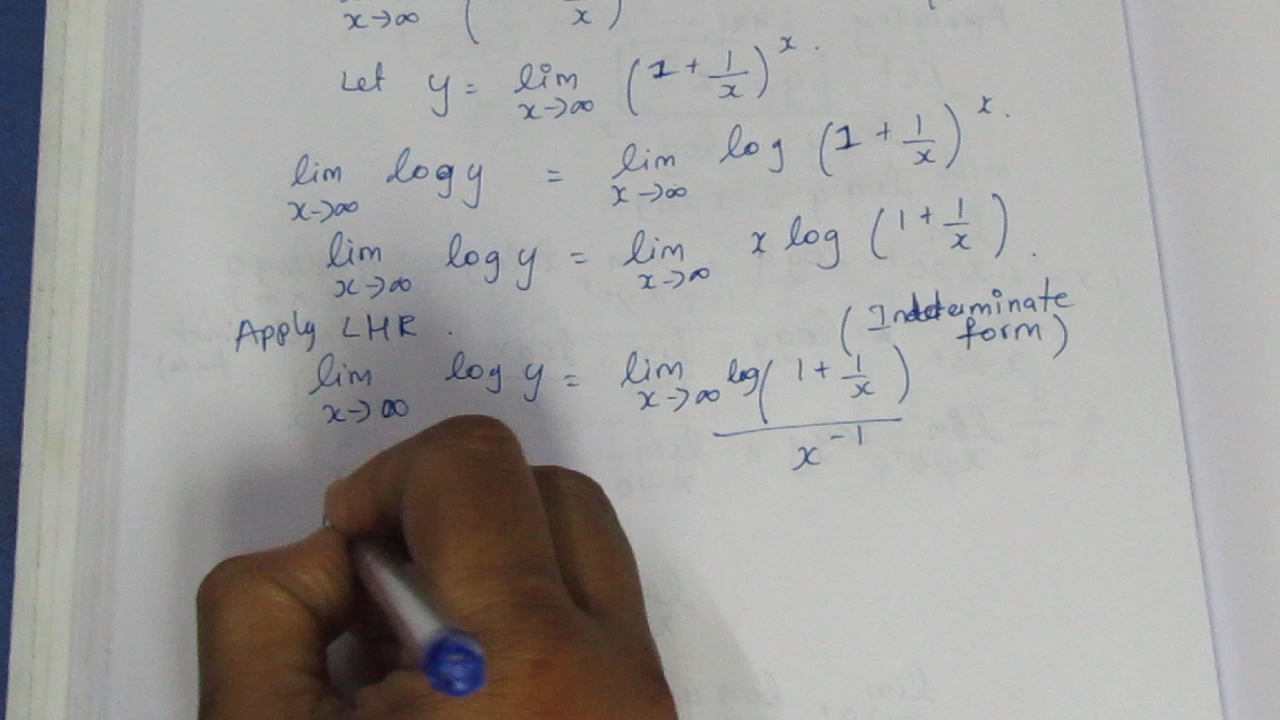 x→∞ ( x )
Let y = lim x→∞ (1 + 1/x)^x .
lim x→∞ log y = lim x→∞ log (1 + 1/x)^x .
lim x→∞ log y = lim x→∞ x log (1 + 1/x) .
Apply LHR . (Indeterminate form)
lim x→∞ log y = lim x→∞ log(1 + 1/x) / x^-1